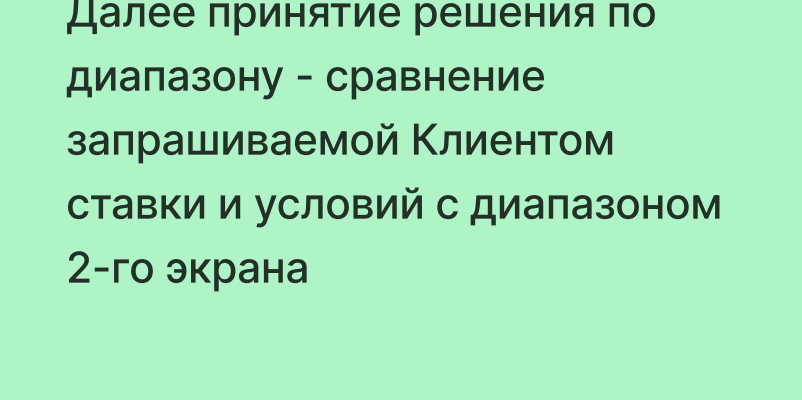 Далее принятие решения по
диапазону - сравнение
запрашиваемой Клиентом
ставки и условий с диапазоном
2-го экрана